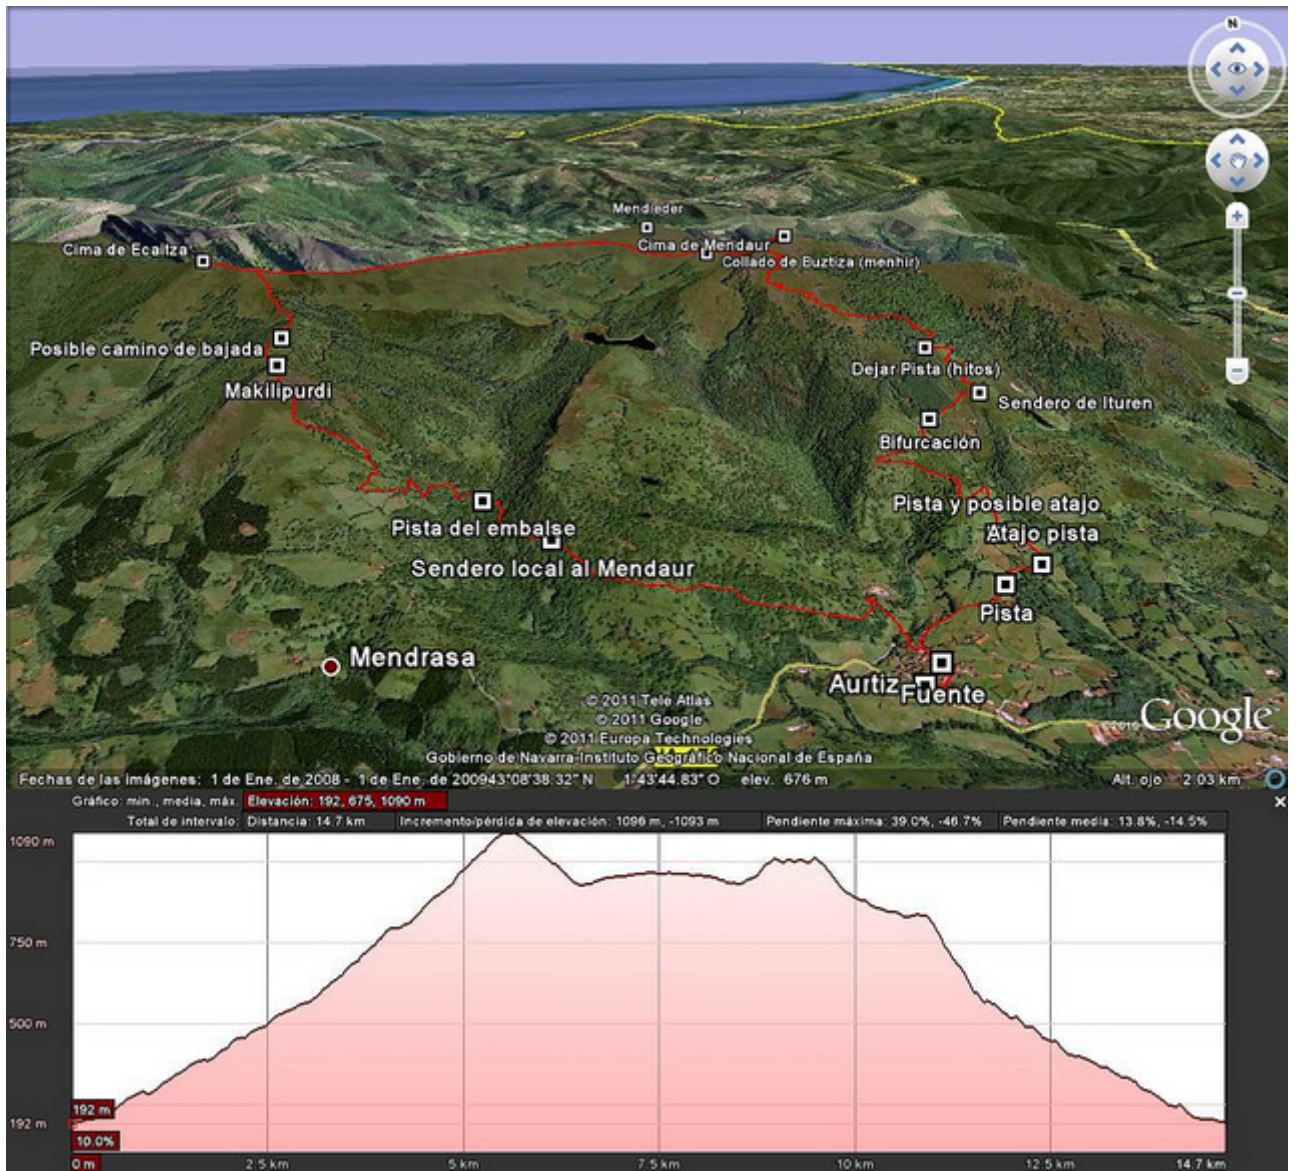 N
Mendieder
Cima de Ecaitza
Cima de Mendaur
Collado de Buztiza (menhir)
Posible camino de bajada
Dejar Pista (hitos)
Makilipurdi
Sendero de Ituren
Bifurcación
Pista y posible atajo
Pista del embalse
Atajo pista
Sendero local al Mendaur
Pista
Mendrasa
Aurtiz
Fuente
© 2011 Tele Atlas
© 2011 Google
© 2011 Europa Technologies
Gobierno de Navarra-Instituto Geográfico Nacional de España
©2010 Google
Fechas de las imágenes: 1 de Ene. de 2008 - 1 de Ene. de 2009 43°08'38.32" N 1°43'44.83" O elev. 676 m Alt. ojo 2.03 km
Gráfico: mín., media, máx. Elevación: 192, 675, 1090 m
Total de intervalo: Distancia: 14.7 km Incremento/pérdida de elevación: 1096 m, -1093 m Pendiente máxima: 39.0%, -46.7% Pendiente media: 13.8%, -14.5%
1090 m
750 m
500 m
192 m
192 m
10.0%
0 m 2.5 km 5 km 7.5 km 10 km 12.5 km 14.7 km